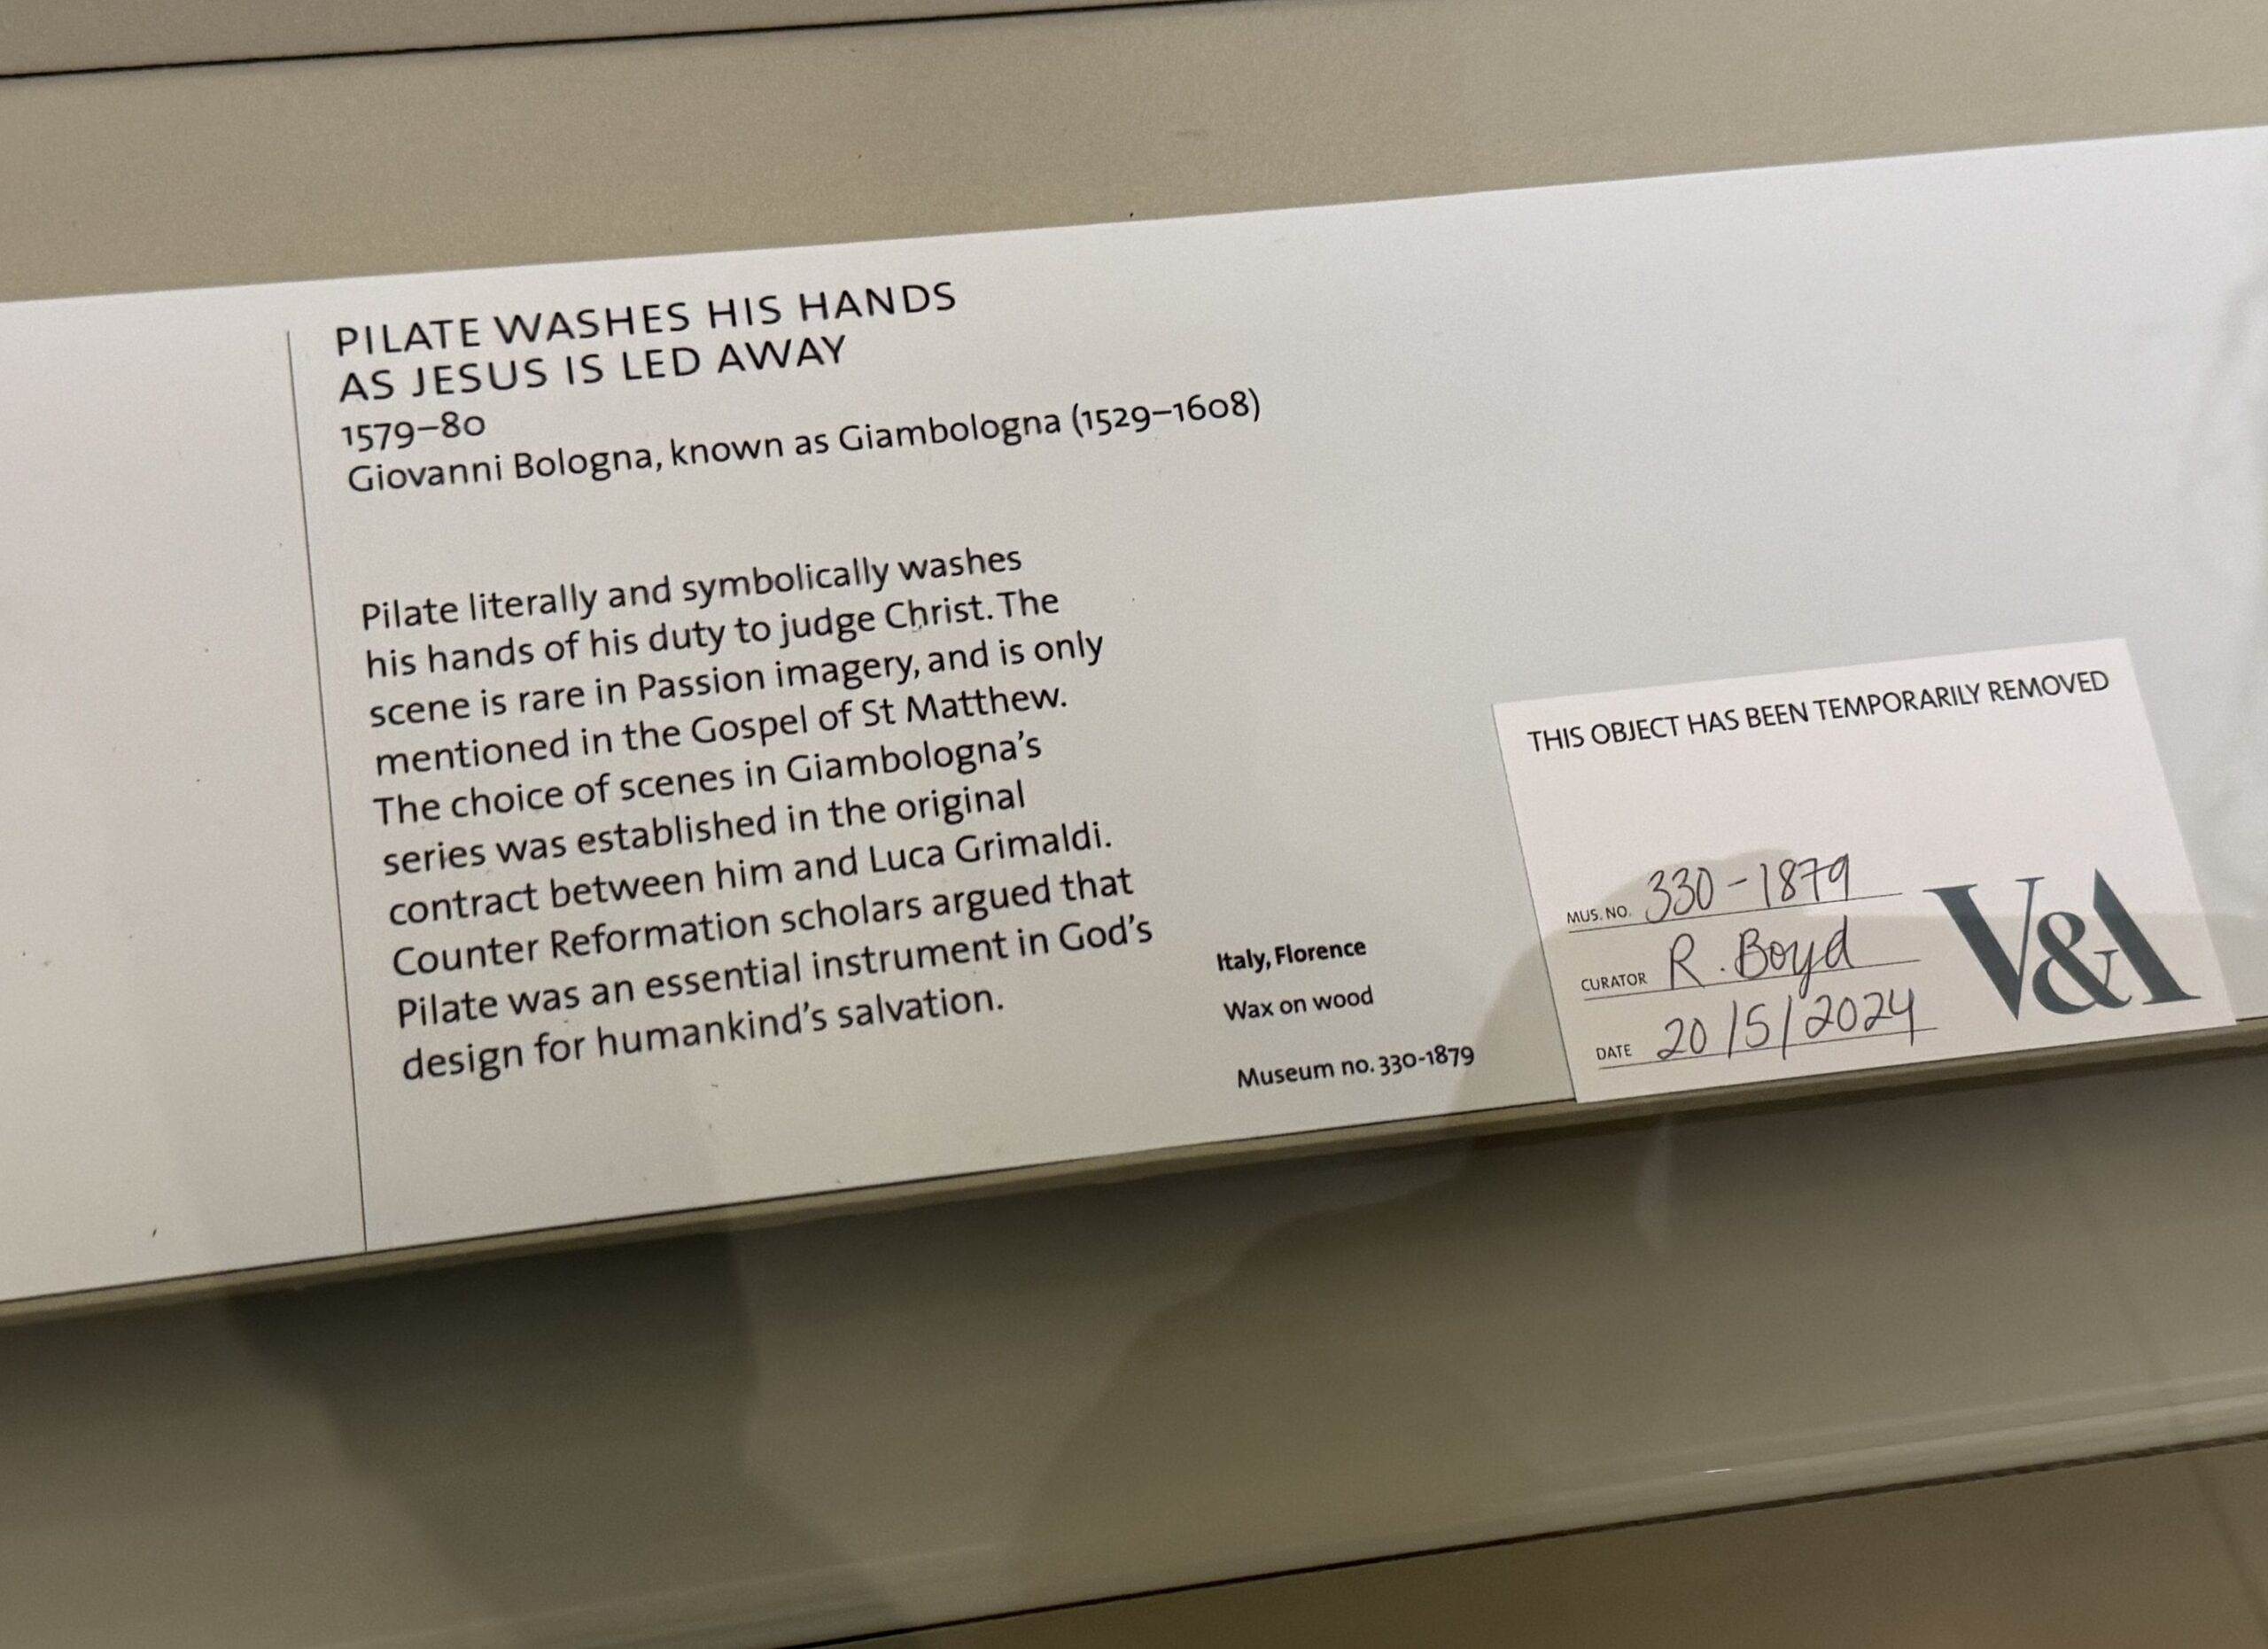 PILATE WASHES HIS HANDS
AS JESUS IS LED AWAY
1579–80
Giovanni Bologna, known as Giambologna (1529–1608)
Pilate literally and symbolically washes
his hands of his duty to judge Christ. The
scene is rare in Passion imagery, and is only
mentioned in the Gospel of St Matthew.
The choice of scenes in Giambologna's
series was established in the original
contract between him and Luca Grimaldi.
Counter Reformation scholars argued that
Pilate was an essential instrument in God's
design for humankind's salvation.
Italy, Florence
Wax on wood
Museum no. 330-1879
THIS OBJECT HAS BEEN TEMPORARILY REMOVED
MUS. NO. 330-1879
CURATOR R. Boyd
DATE 20/5/2024
V&A